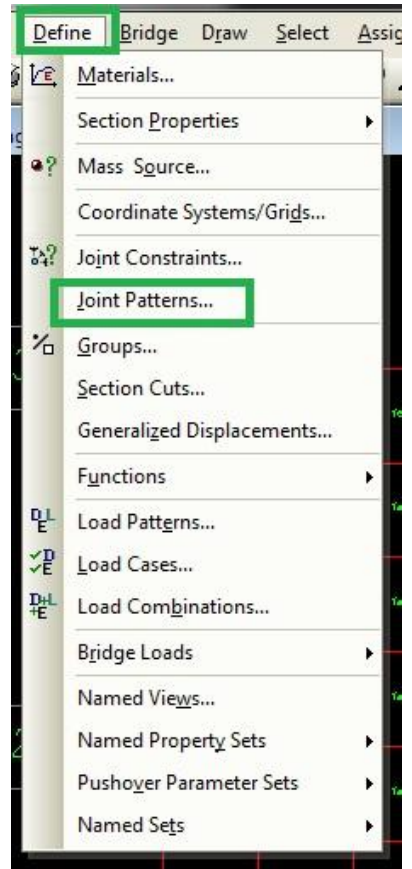 Define Bridge Draw Select Assig
Materials...
Section Properties
Mass Source...
Coordinate Systems/Grids...
Joint Constraints...
Joint Patterns...
Groups...
Section Cuts...
Generalized Displacements...
Functions
Load Patterns...
Load Cases...
Load Combinations...
Bridge Loads
Named Views...
Named Property Sets
Pushover Parameter Sets
Named Sets